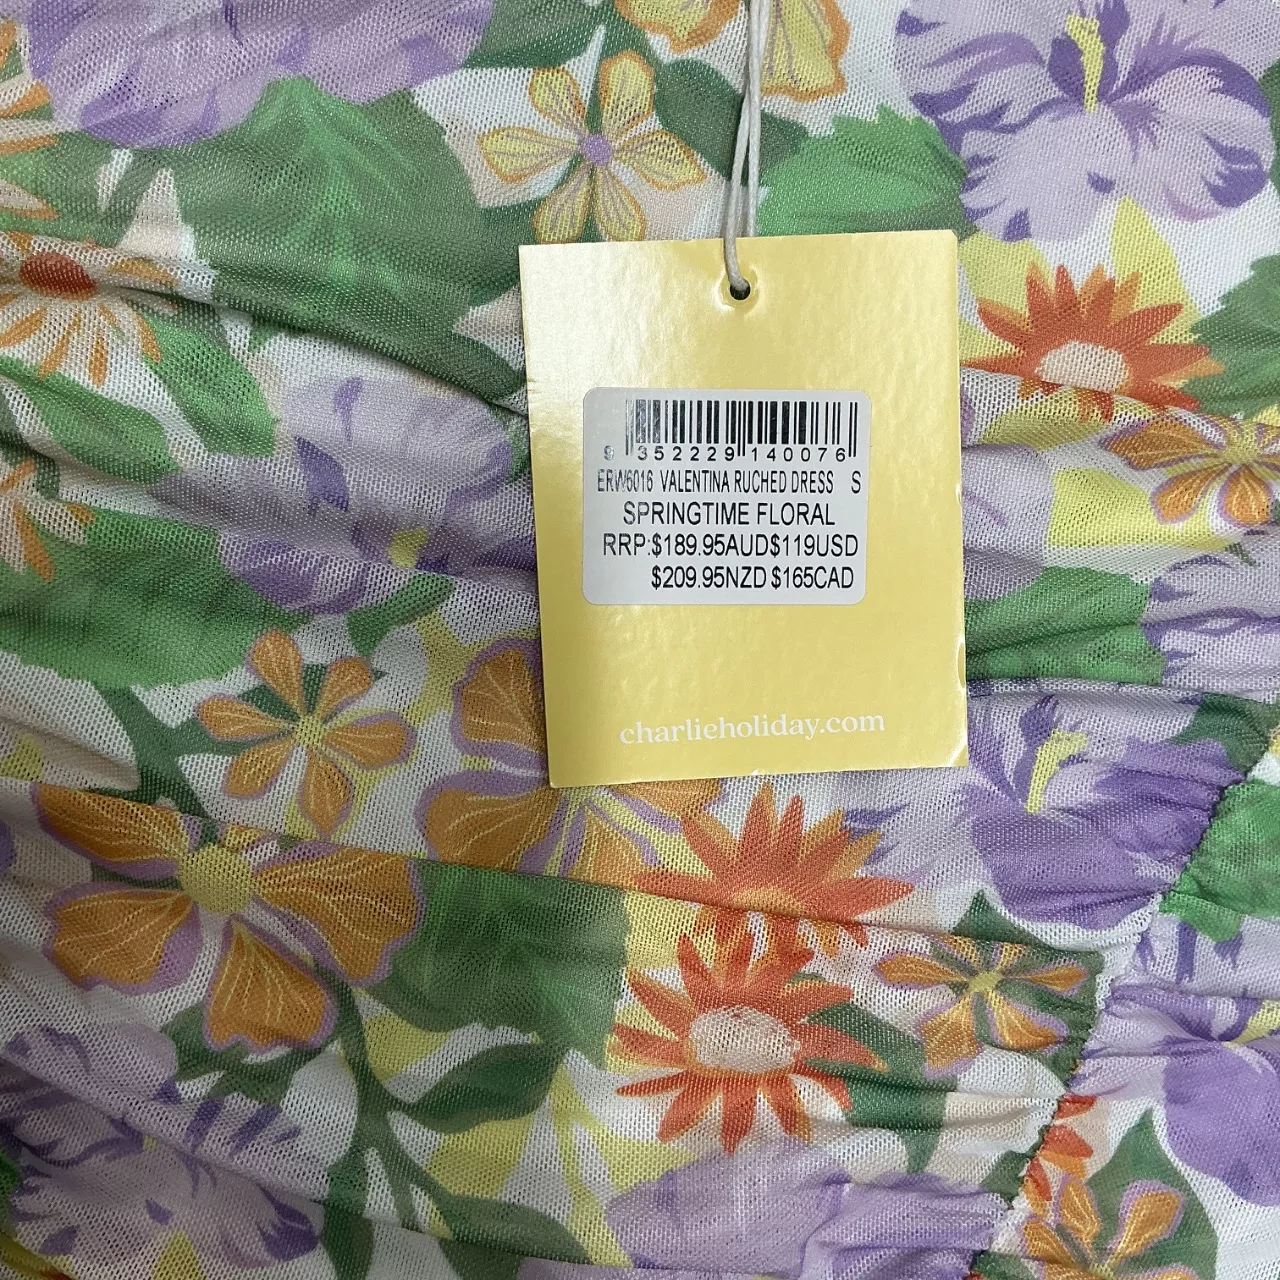 9 352229 140076
ERW6016 VALENTINA RUCHED DRESS S
SPRINGTIME FLORAL
RRP:$189.95AUD$119USD
$209.95NZD $165CAD
charlieholiday.com